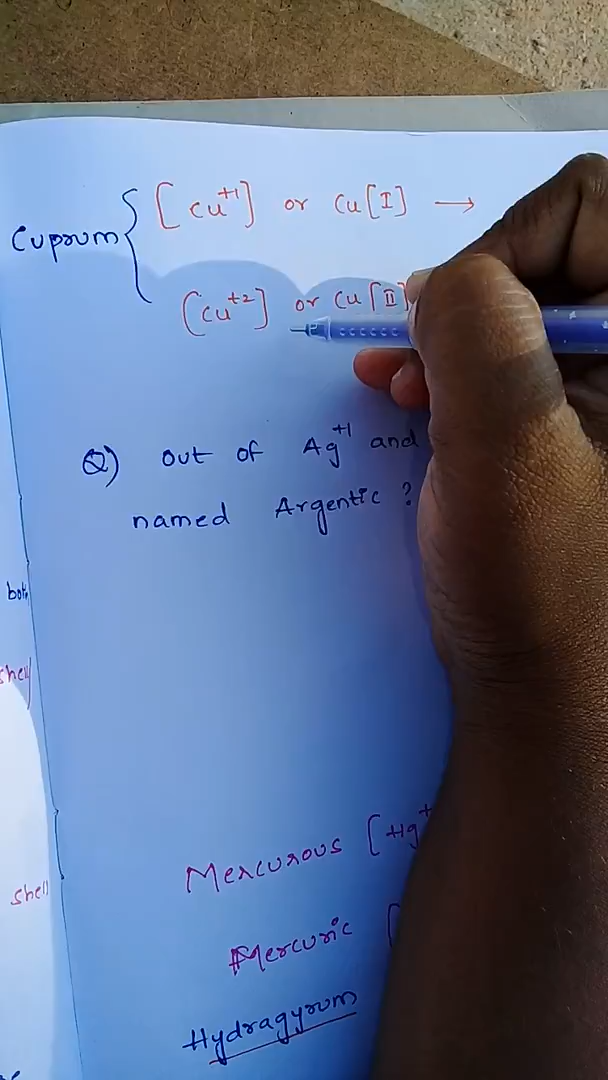 [Cu⁺¹] or Cu[I] →
Cuprum {
[Cu⁺²] or Cu[II]
Q) out of Ag⁺¹ and
named Argentic ?
shell
shell
Mercurous [Hg⁺
Mercuric [
Hydragyrum